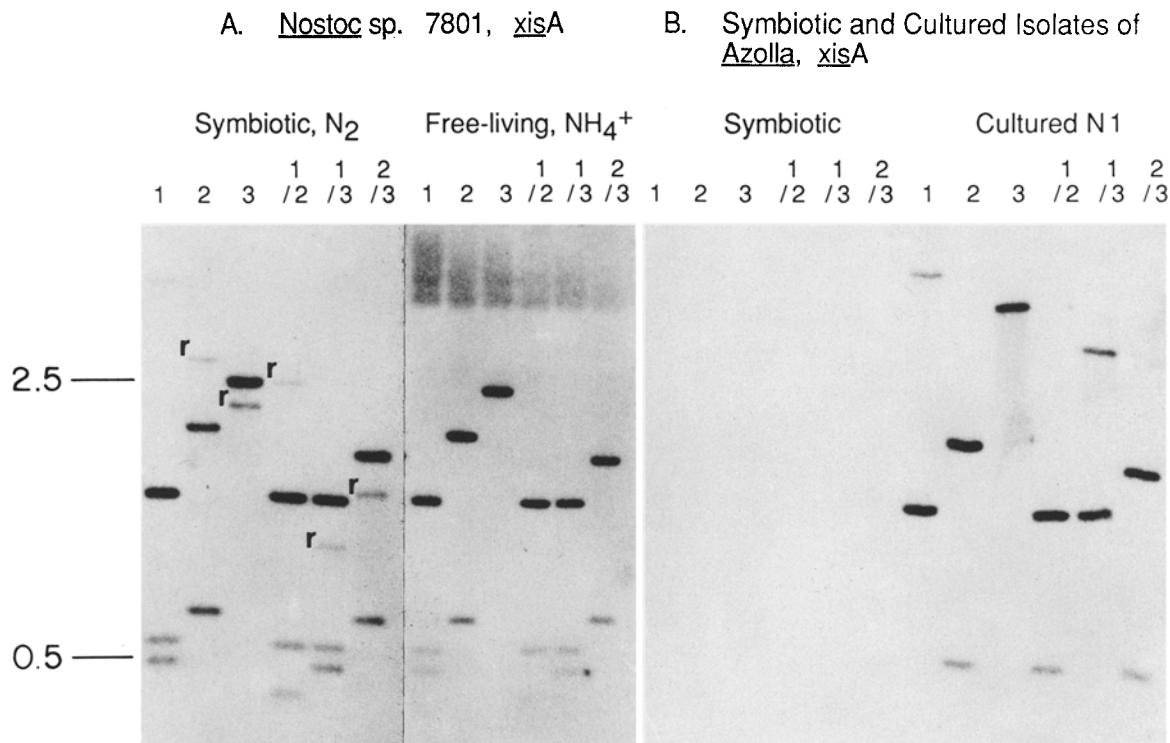 A. Nostoc sp. 7801, xisA
B. Symbiotic and Cultured Isolates of
Azolla, xisA
Symbiotic, N2
Free-living, NH4+
Symbiotic
Cultured N1
1 2 3 1/2 1/3 2/3 1 2 3 1/2 1/3 2/3 1 2 3 1/2 1/3 2/3 1 2 3 1/2 1/3 2/3
r
2.5
r
r
r
r
0.5